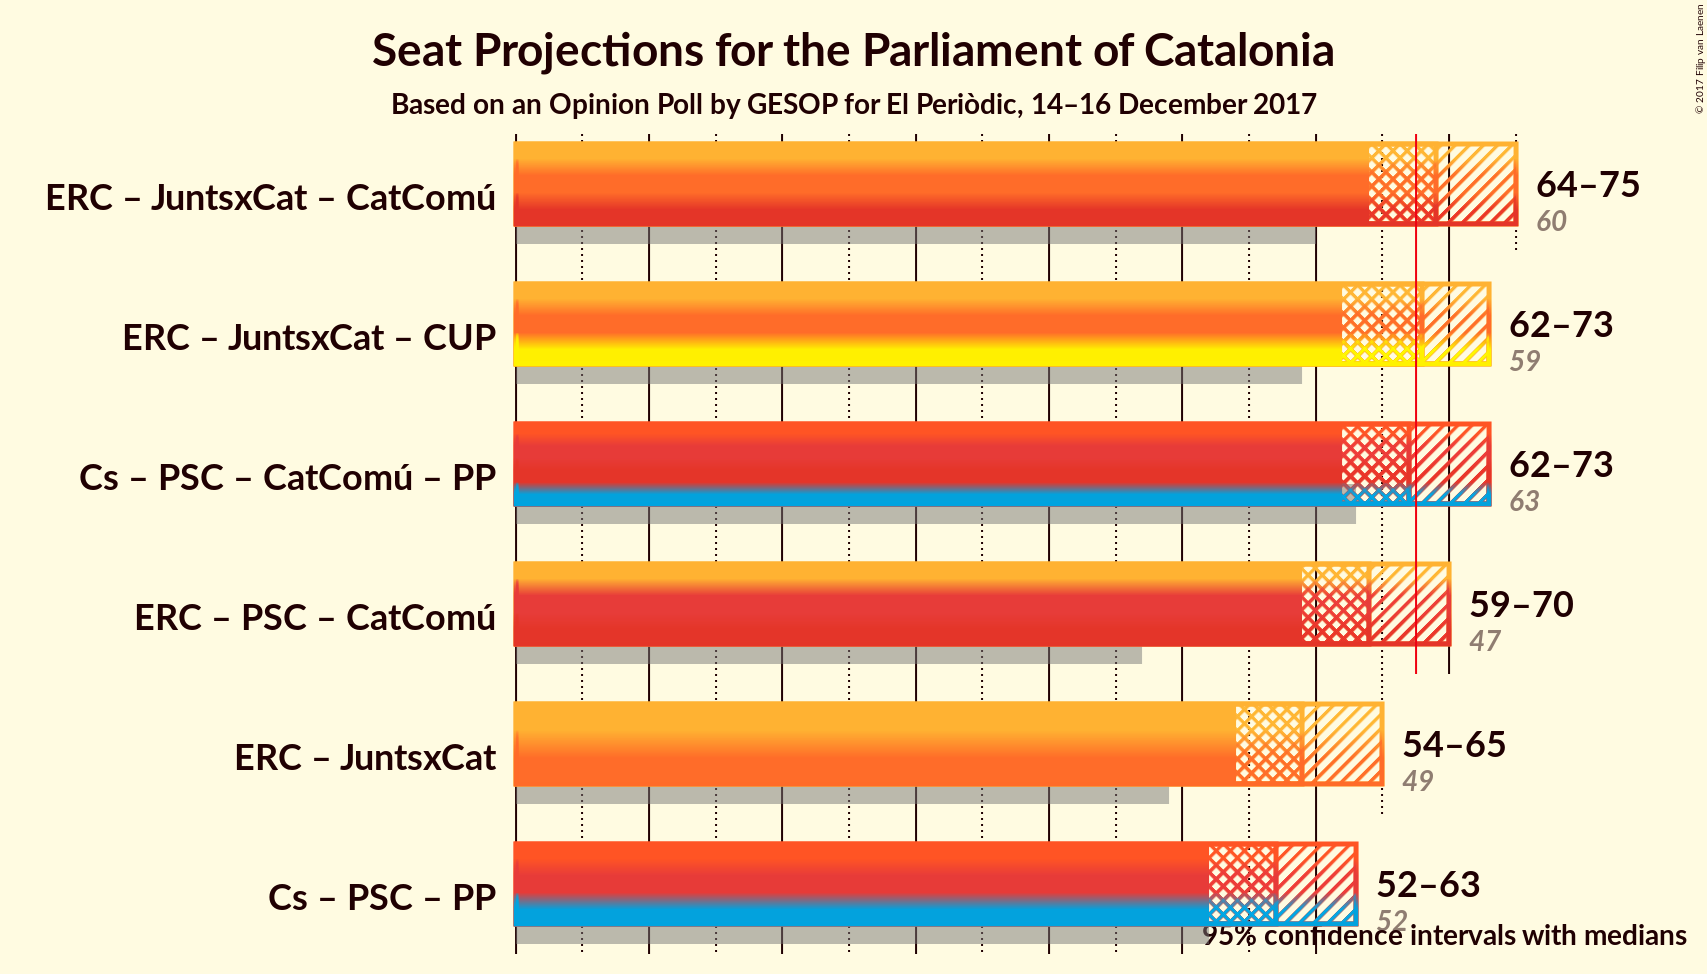 Seat Projections for the Parliament of Catalonia
Based on an Opinion Poll by GESOP for El Periòdic, 14–16 December 2017
© 2017 Filip van Laenen
ERC – JuntsxCat – CatComú
64–75
60
ERC – JuntsxCat – CUP
62–73
59
Cs – PSC – CatComú – PP
62–73
63
ERC – PSC – CatComú
59–70
47
ERC – JuntsxCat
54–65
49
Cs – PSC – PP
52–63
52
95% confidence intervals with medians